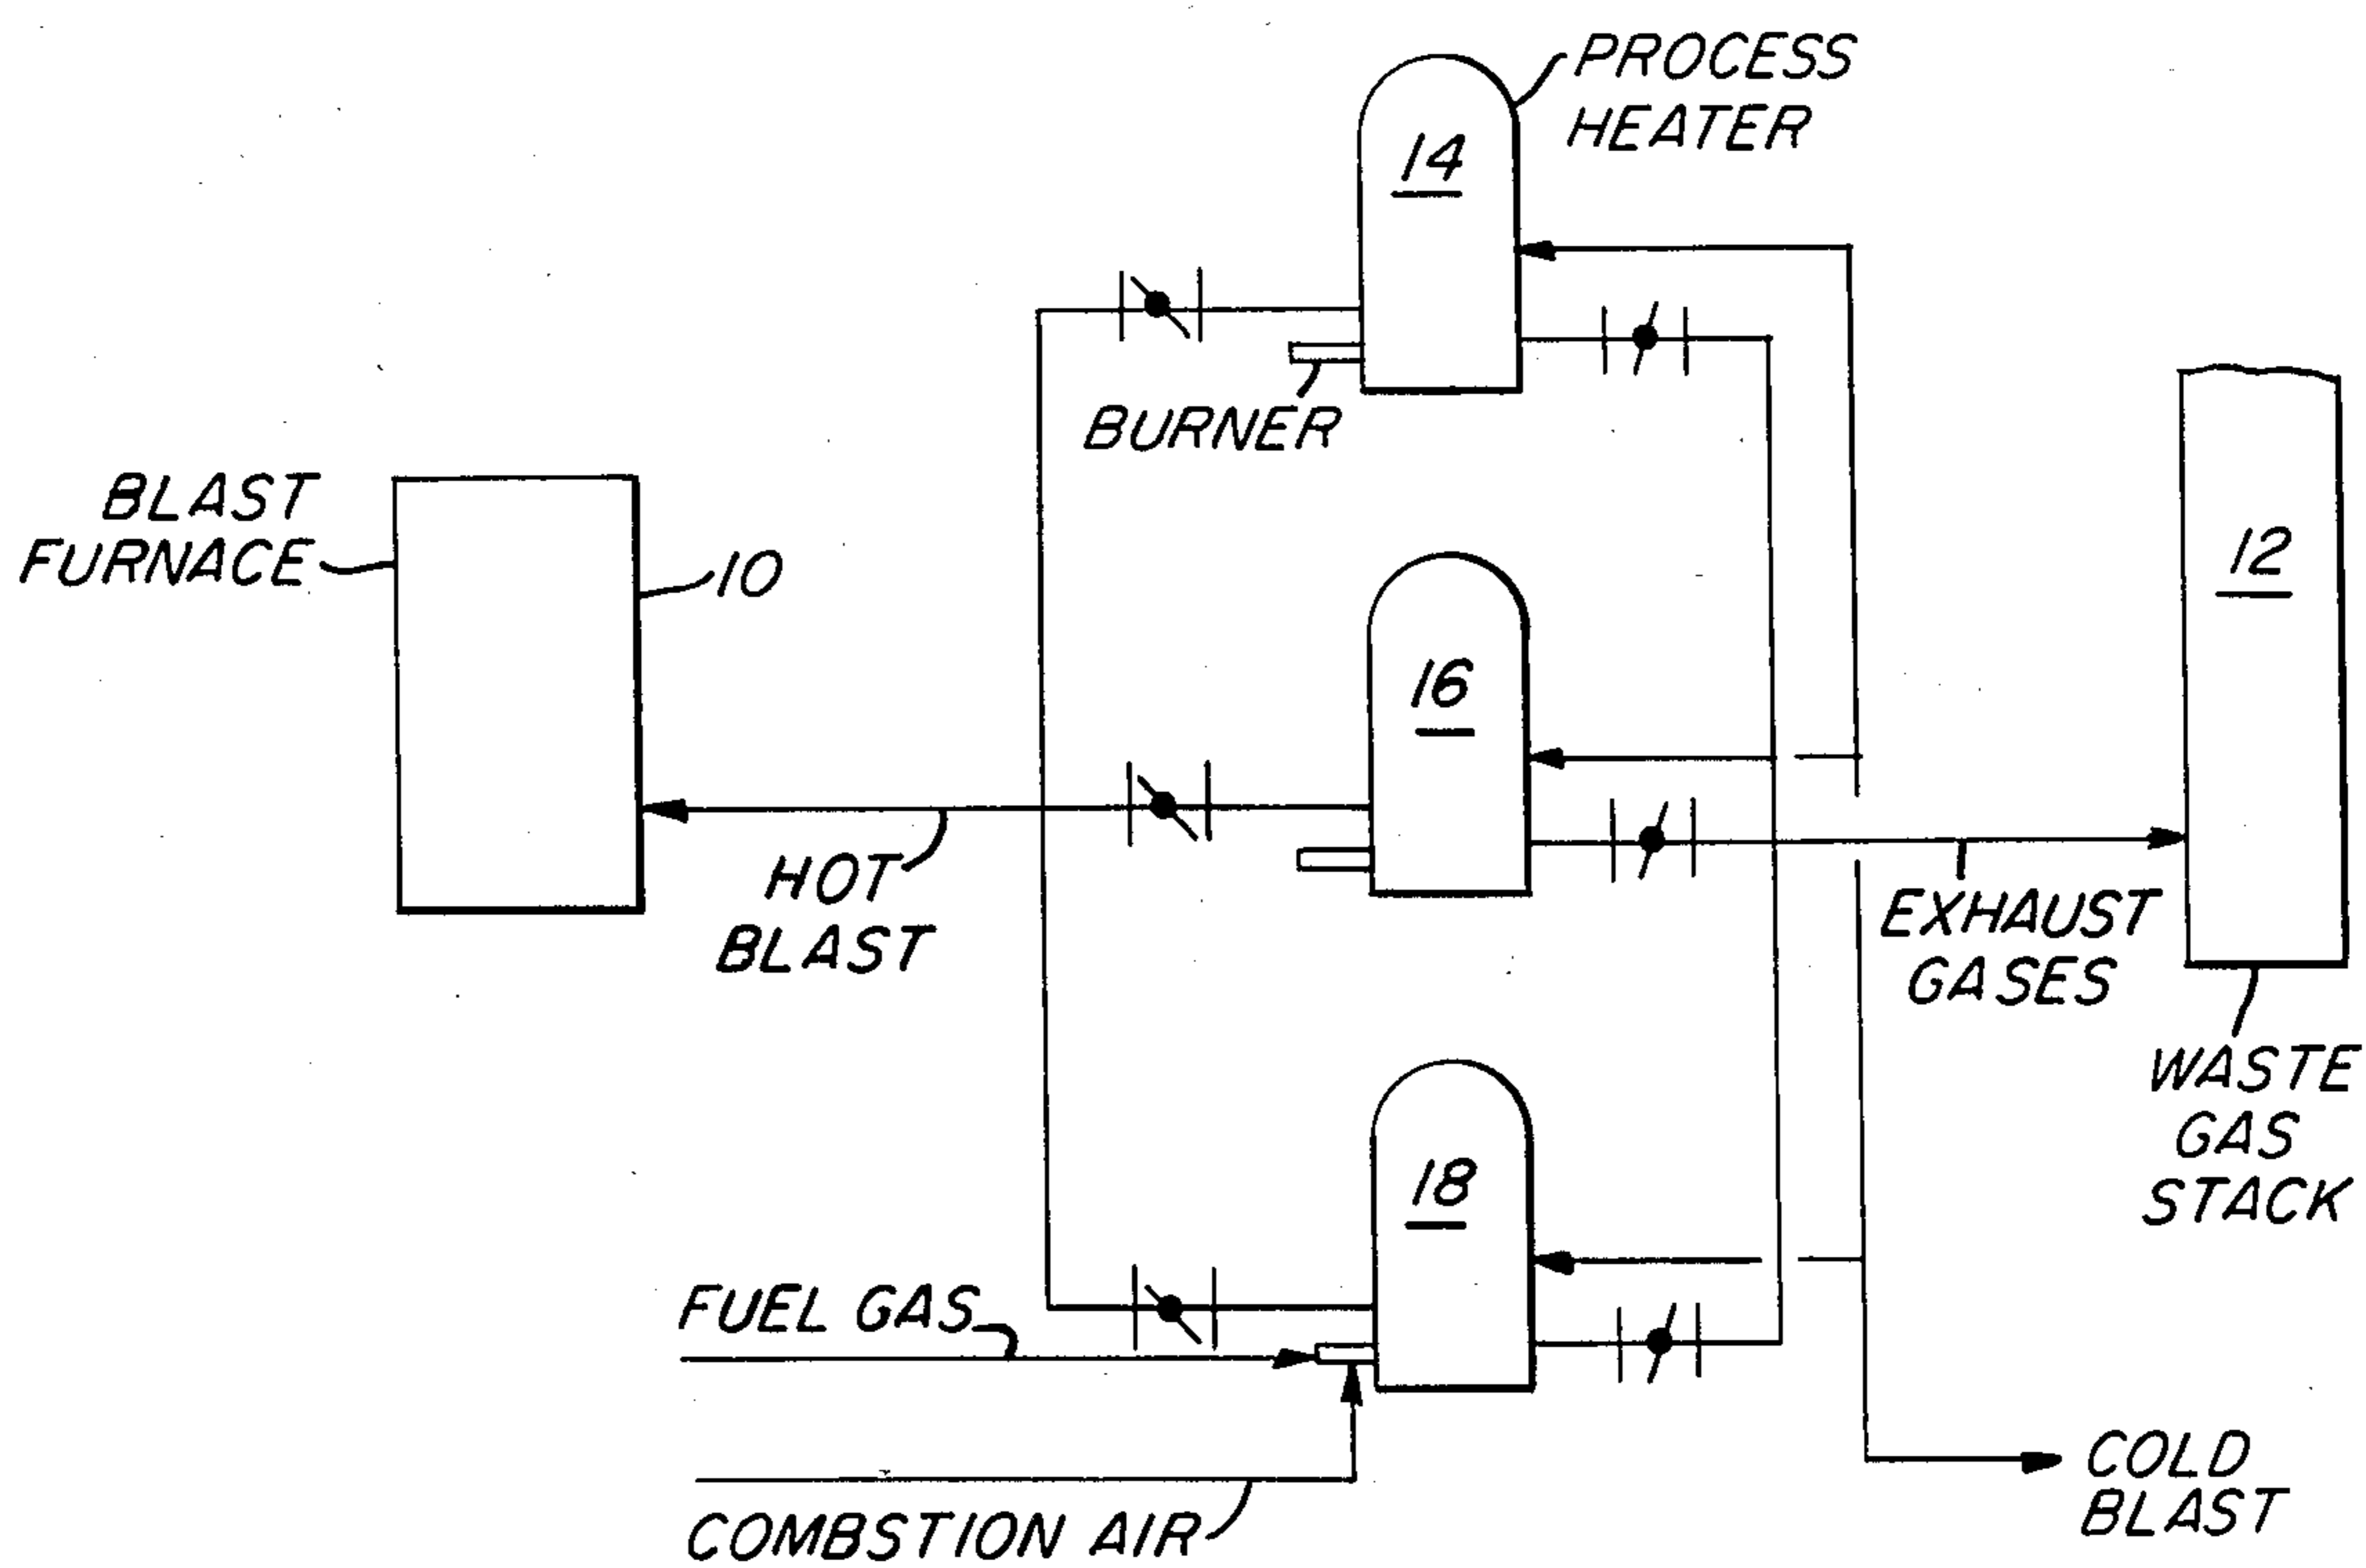 PROCESS
HEATER
14
BURNER
BLAST
FURNACE
10
12
16
HOT
BLAST
EXHAUST
GASES
WASTE
GAS
STACK
18
FUEL GAS
COMBSTION AIR
COLD
BLAST